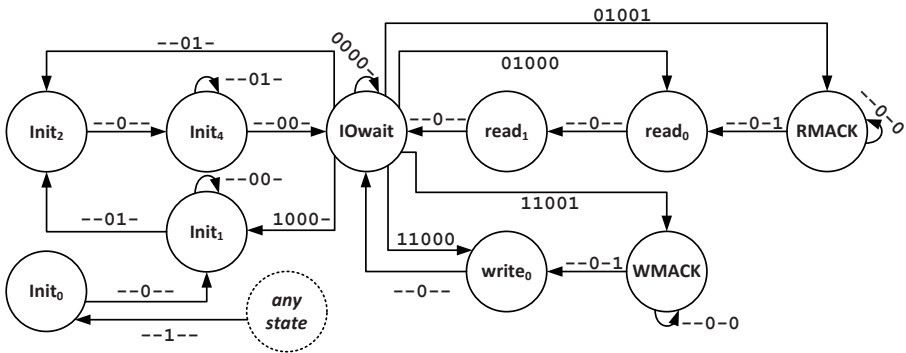 01001
--01-
0000-
01000
--01-
Init₂
--0--
Init₄
--00-
IOwait
--0--
read₁
--0--
read₀
--0-1
RMACK
--0-0
--00-
--01-
Init₁
1000-
11001
11000
write₀
--0-1
WMACK
Init₀
--0--
any
state
--0--
--0-0
--1--